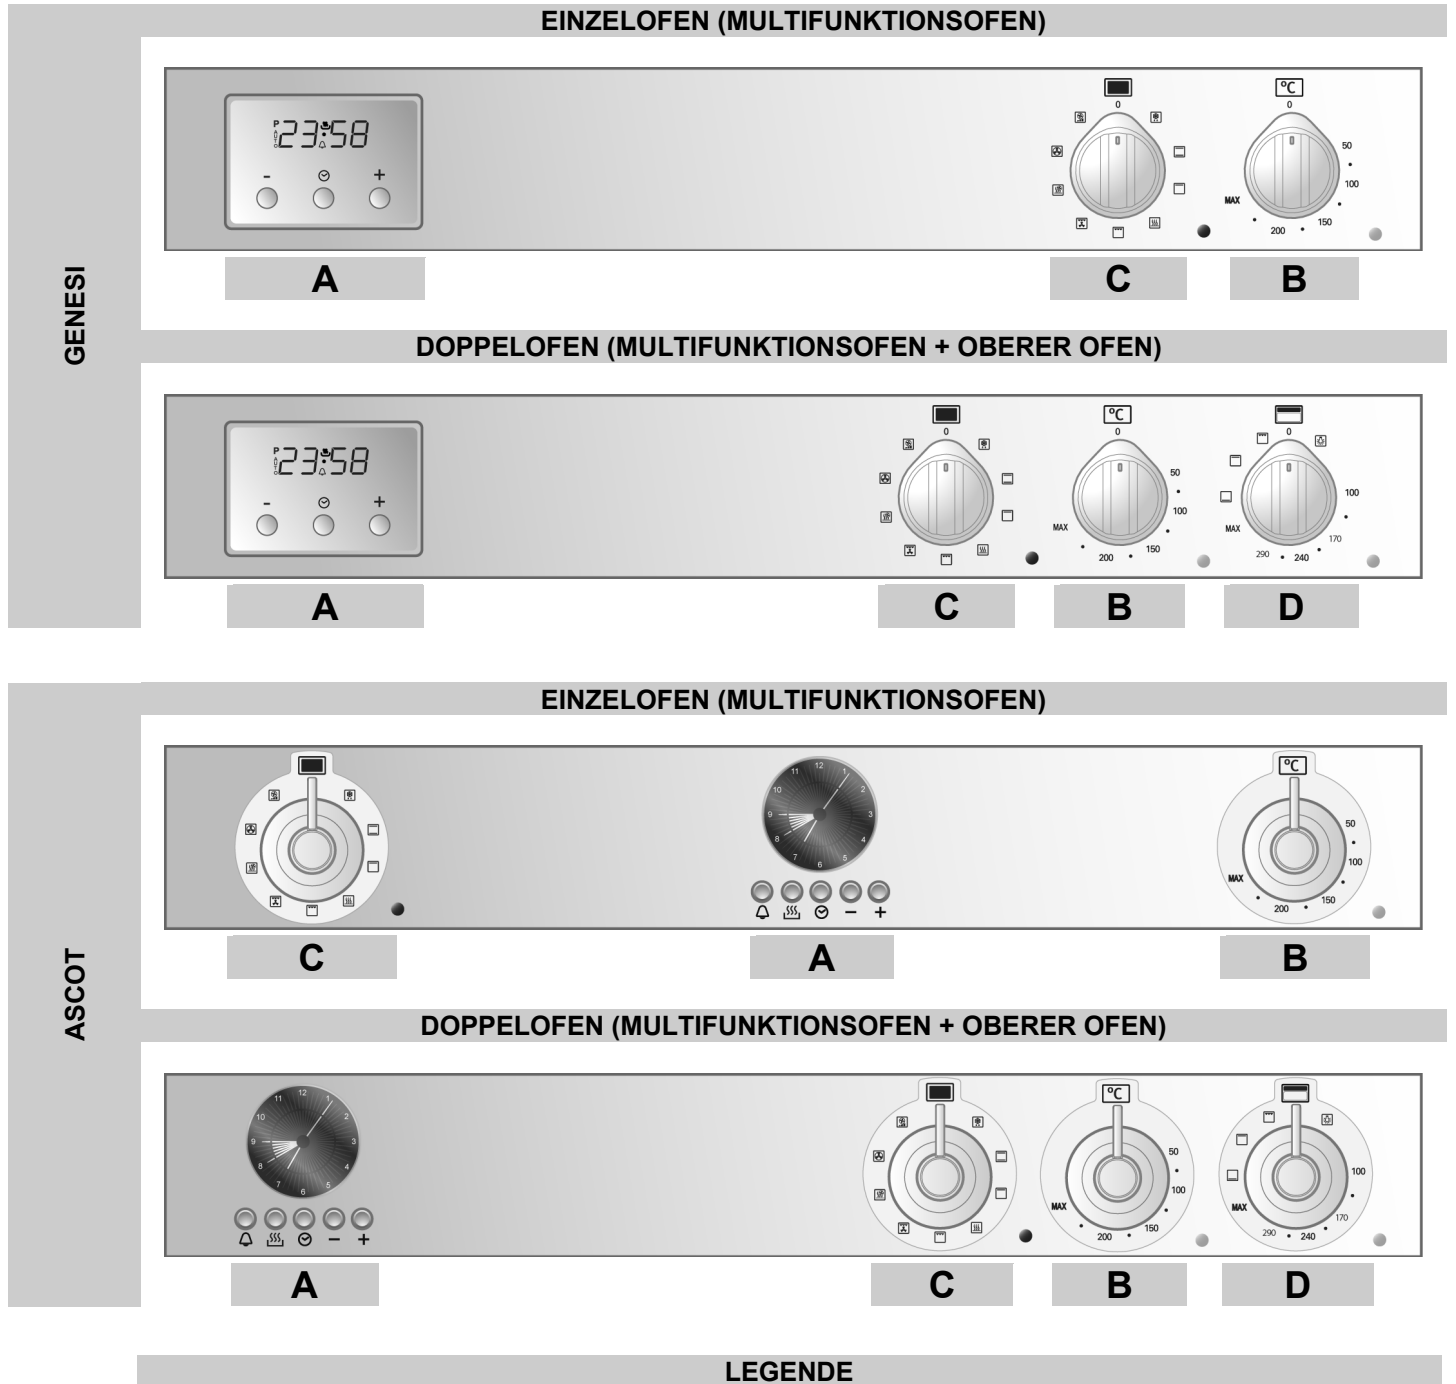 EINZELOFEN (MULTIFUNKTIONSOFEN)
GENESI
P AUTO 23:58
- +
°C
0 0
50
100
150
200
MAX
A C B
DOPPELOFEN (MULTIFUNKTIONSOFEN + OBERER OFEN)
P AUTO 23:58
- +
°C
0 0 0
50
100
150
200
MAX
100
170
240
290
MAX
A C B D
EINZELOFEN (MULTIFUNKTIONSOFEN)
ASCOT
12 1 2 3 4 5 6 7 8 9 10 11
- +
°C
50
100
150
200
MAX
C A B
DOPPELOFEN (MULTIFUNKTIONSOFEN + OBERER OFEN)
12 1 2 3 4 5 6 7 8 9 10 11
- +
°C
50
100
150
200
MAX
100
170
240
290
MAX
A C B D
LEGENDE